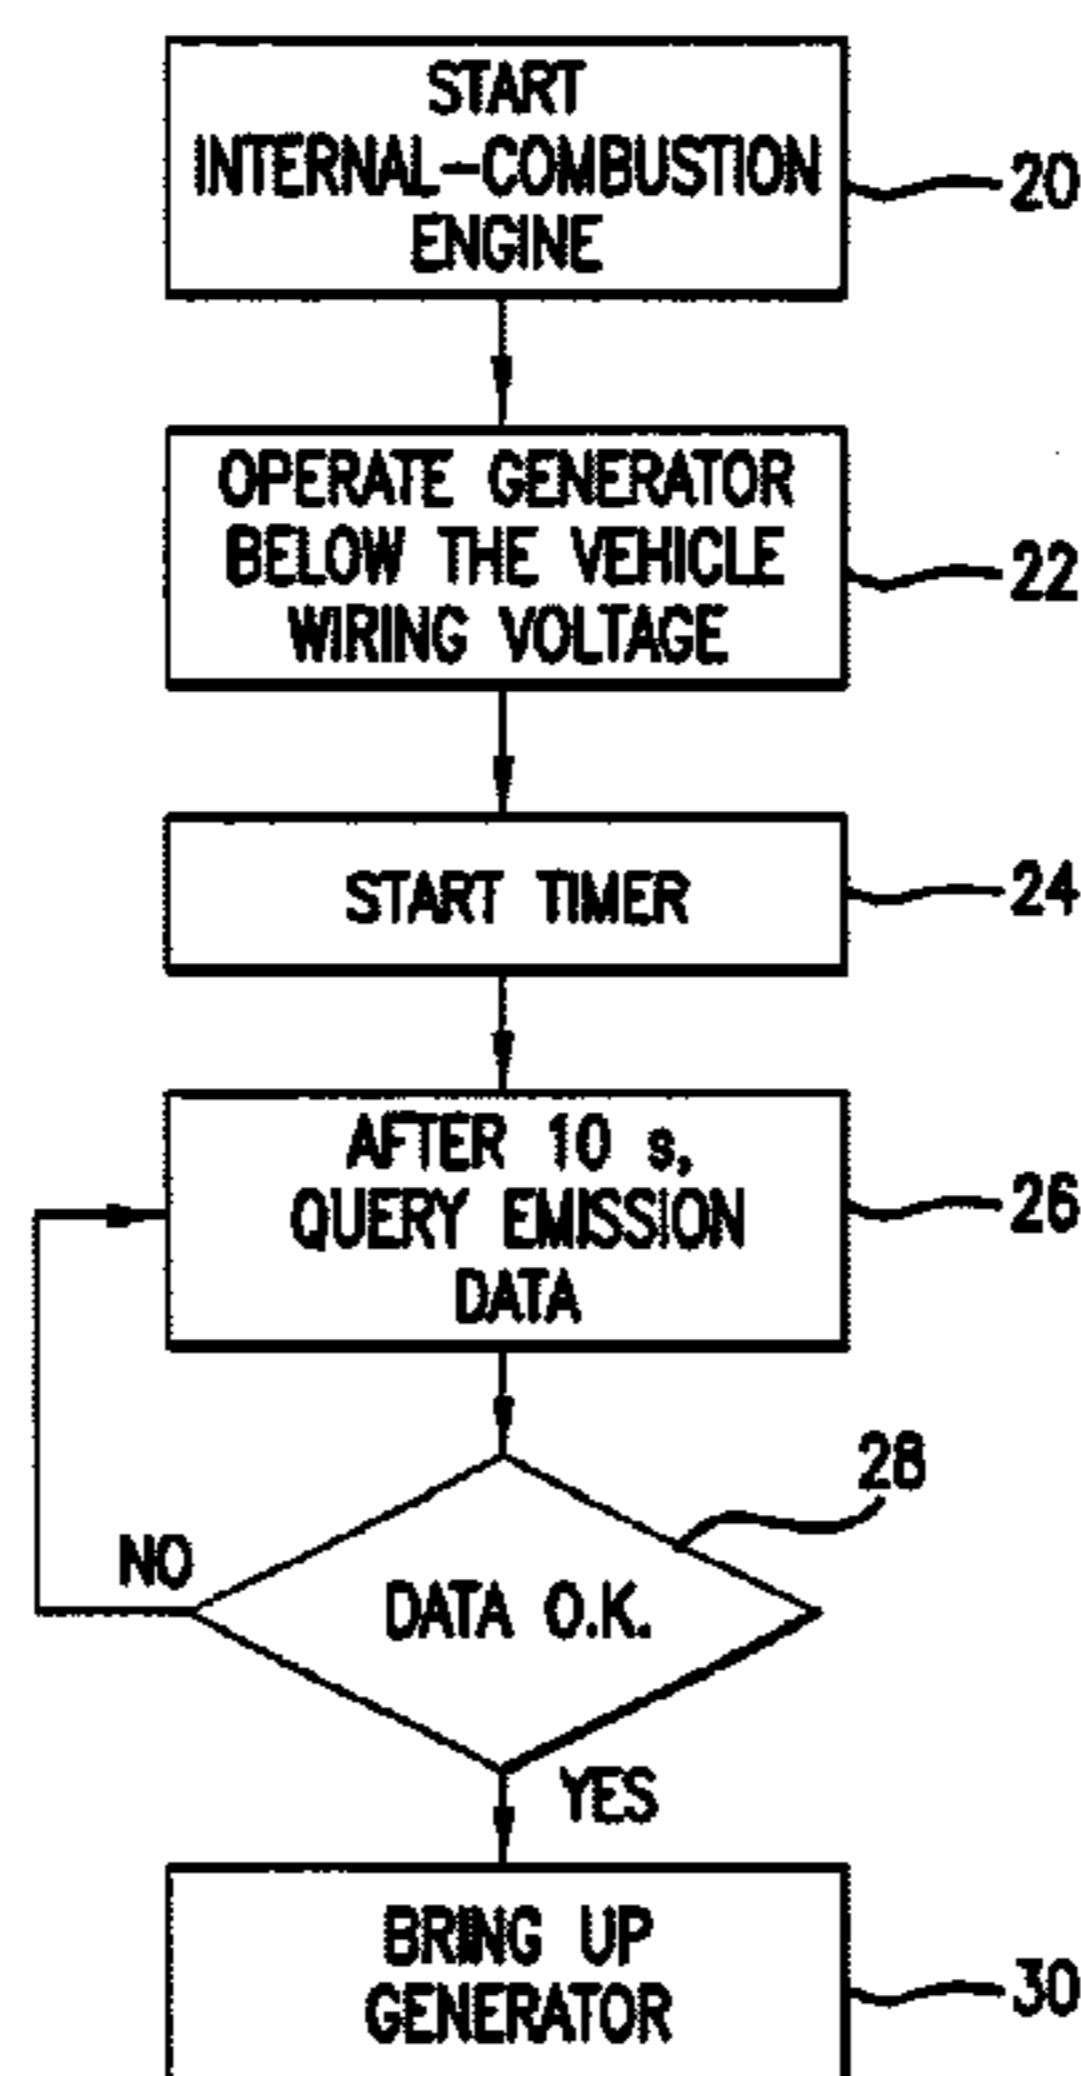 START
INTERNAL-COMBUSTION
ENGINE
20
OPERATE GENERATOR
BELOW THE VEHICLE
WIRING VOLTAGE
22
START TIMER
24
AFTER 10 s,
QUERY EMISSION
DATA
26
28
NO
DATA O.K.
YES
BRING UP
GENERATOR
30